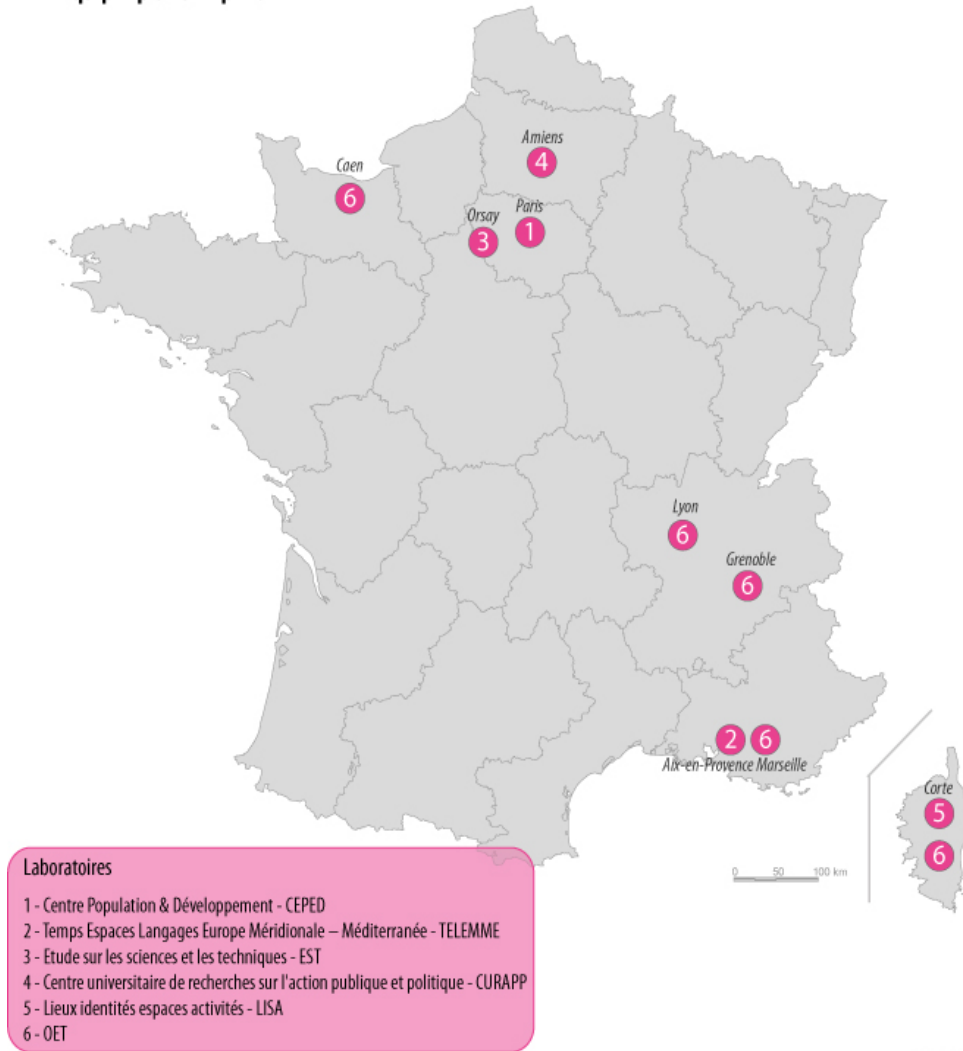 Amiens
4
Caen
6
Orsay
3
Paris
1
Lyon
6
Grenoble
6
2
6
Aix-en-Provence Marseille
Corte
5
6
0 50 100 km
Laboratoires
1 - Centre Population & Développement - CEPED
2 - Temps Espaces Langages Europe Méridionale – Méditerranée - TELEMME
3 - Etude sur les sciences et les techniques - EST
4 - Centre universitaire de recherches sur l'action publique et politique - CURAPP
5 - Lieux identités espaces activités - LISA
6 - OET